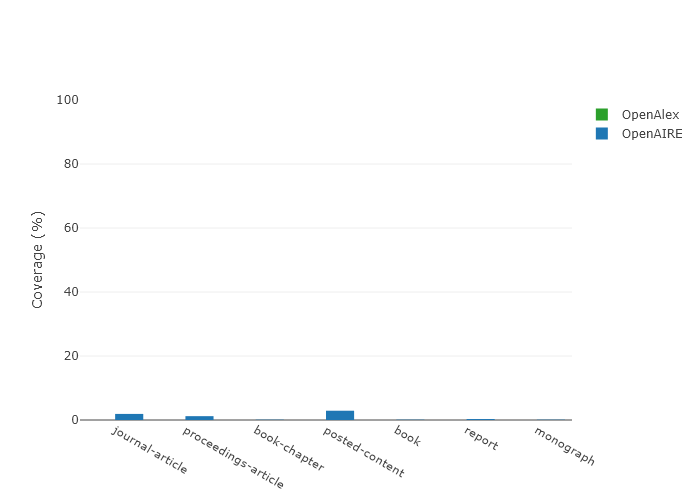 100
80
60
40
20
0
Coverage (%)
journal-article
proceedings-article
book-chapter
posted-content
book
report
monograph
OpenAlex
OpenAIRE